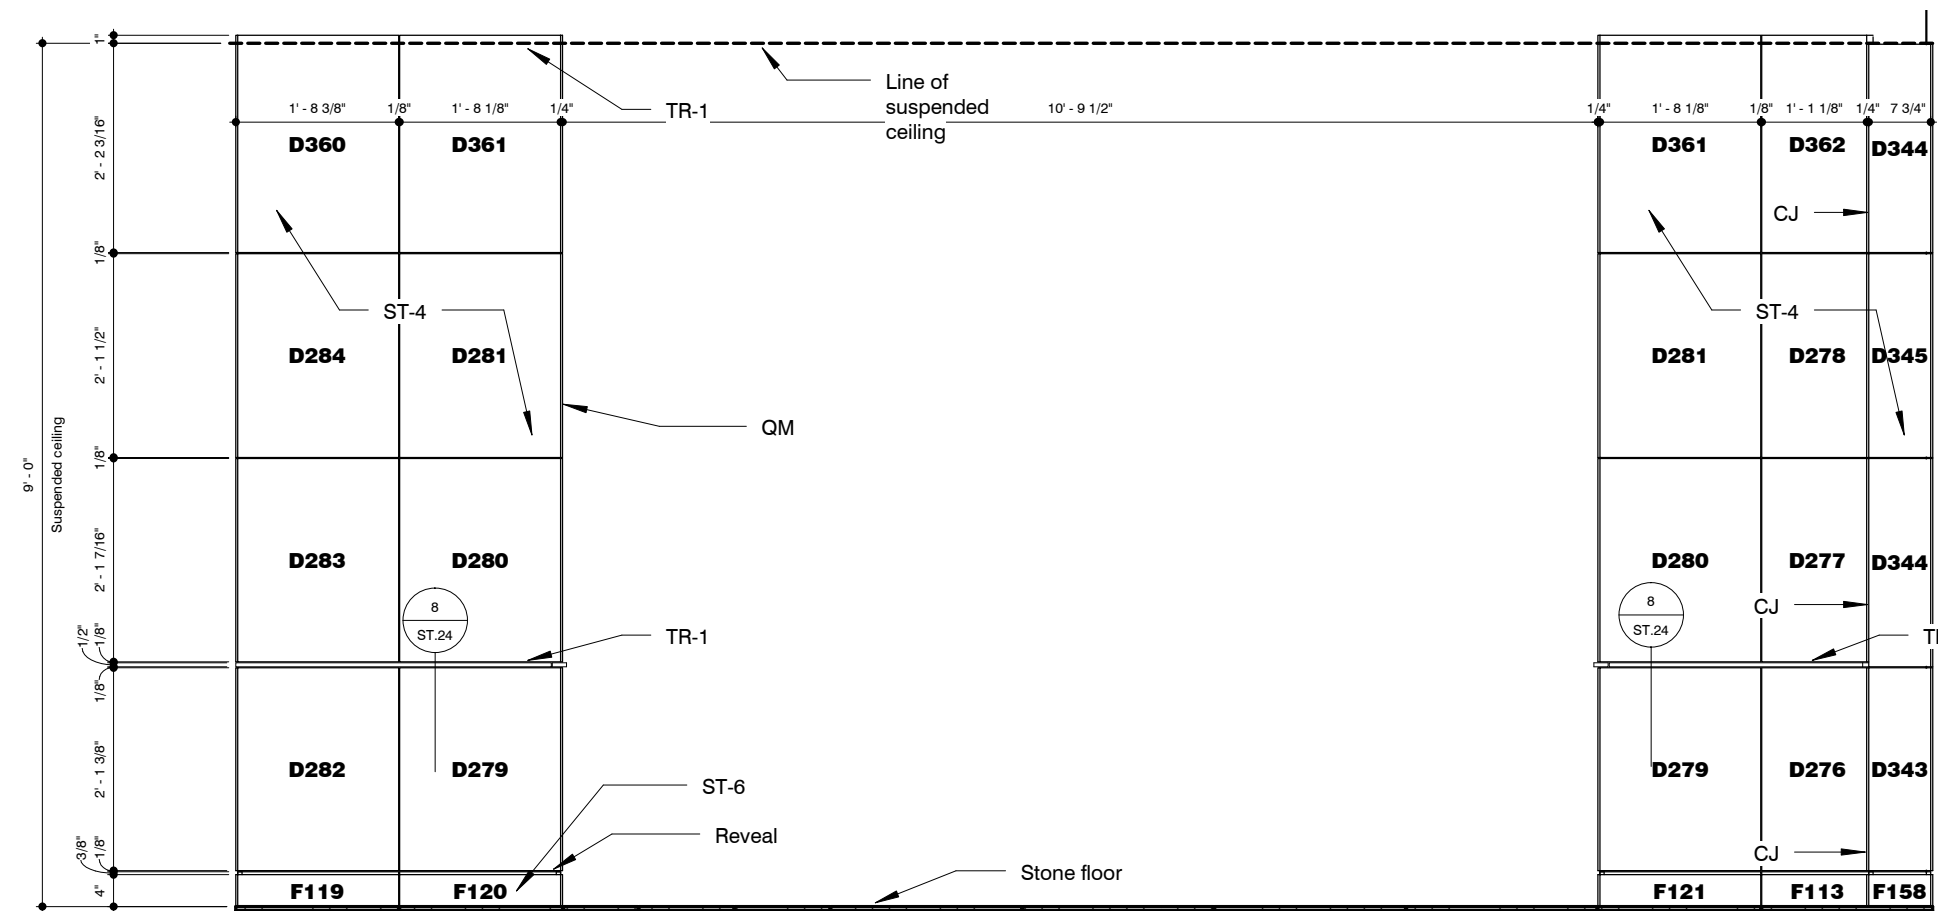 1"
Line of
suspended
ceiling
TR-1
1' - 8 3/8"
1/8"
1' - 8 1/8"
1/4"
10' - 9 1/2"
1/4"
1' - 8 1/8"
1/8"
1' - 1 1/8"
1/4"
7 3/4"
2' - 2 3/16"
D360
D361
D361
D362
D344
CJ
1/8"
ST-4
ST-4
2' - 1 1/2"
D284
D281
D281
D278
D345
QM
9' - 0"
Suspended ceiling
1/8"
2' - 1 7/16"
D283
D280
D280
D277
D344
8
ST.24
8
ST.24
CJ
1/2"
1/8"
TR-1
1/8"
2' - 1 3/8"
D282
D279
D279
D276
D343
ST-6
Reveal
3/8"
1/8"
CJ
Stone floor
4"
F119
F120
F121
F113
F158